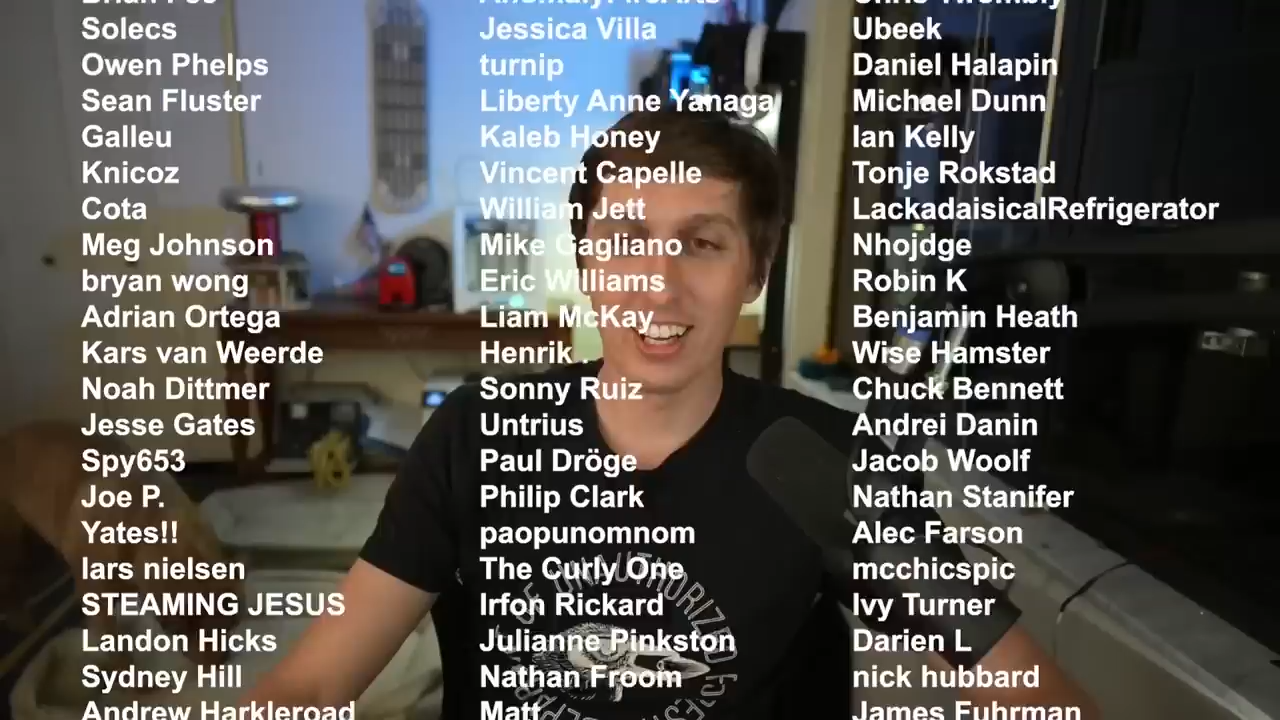 Solecs
Owen Phelps
Sean Fluster
Galleu
Knicoz
Cota
Meg Johnson
bryan wong
Adrian Ortega
Kars van Weerde
Noah Dittmer
Jesse Gates
Spy653
Joe P.
Yates!!
lars nielsen
STEAMING JESUS
Landon Hicks
Sydney Hill
Andrew Harkleroad
Jessica Villa
turnip
Liberty Anne Yanaga
Kaleb Honey
Vincent Capelle
William Jett
Mike Gagliano
Eric Williams
Liam McKay
Henrik .
Sonny Ruiz
Untrius
Paul Dröge
Philip Clark
paopunomnom
The Curly One
Irfon Rickard
Julianne Pinkston
Nathan Froom
Matt
Chris Twombly
Ubeek
Daniel Halapin
Michael Dunn
Ian Kelly
Tonje Rokstad
LackadaisicalRefrigerator
Nhojdge
Robin K
Benjamin Heath
Wise Hamster
Chuck Bennett
Andrei Danin
Jacob Woolf
Nathan Stanifer
Alec Farson
mcchicspic
Ivy Turner
Darien L
nick hubbard
James Fuhrman
UNAUTHORIZED